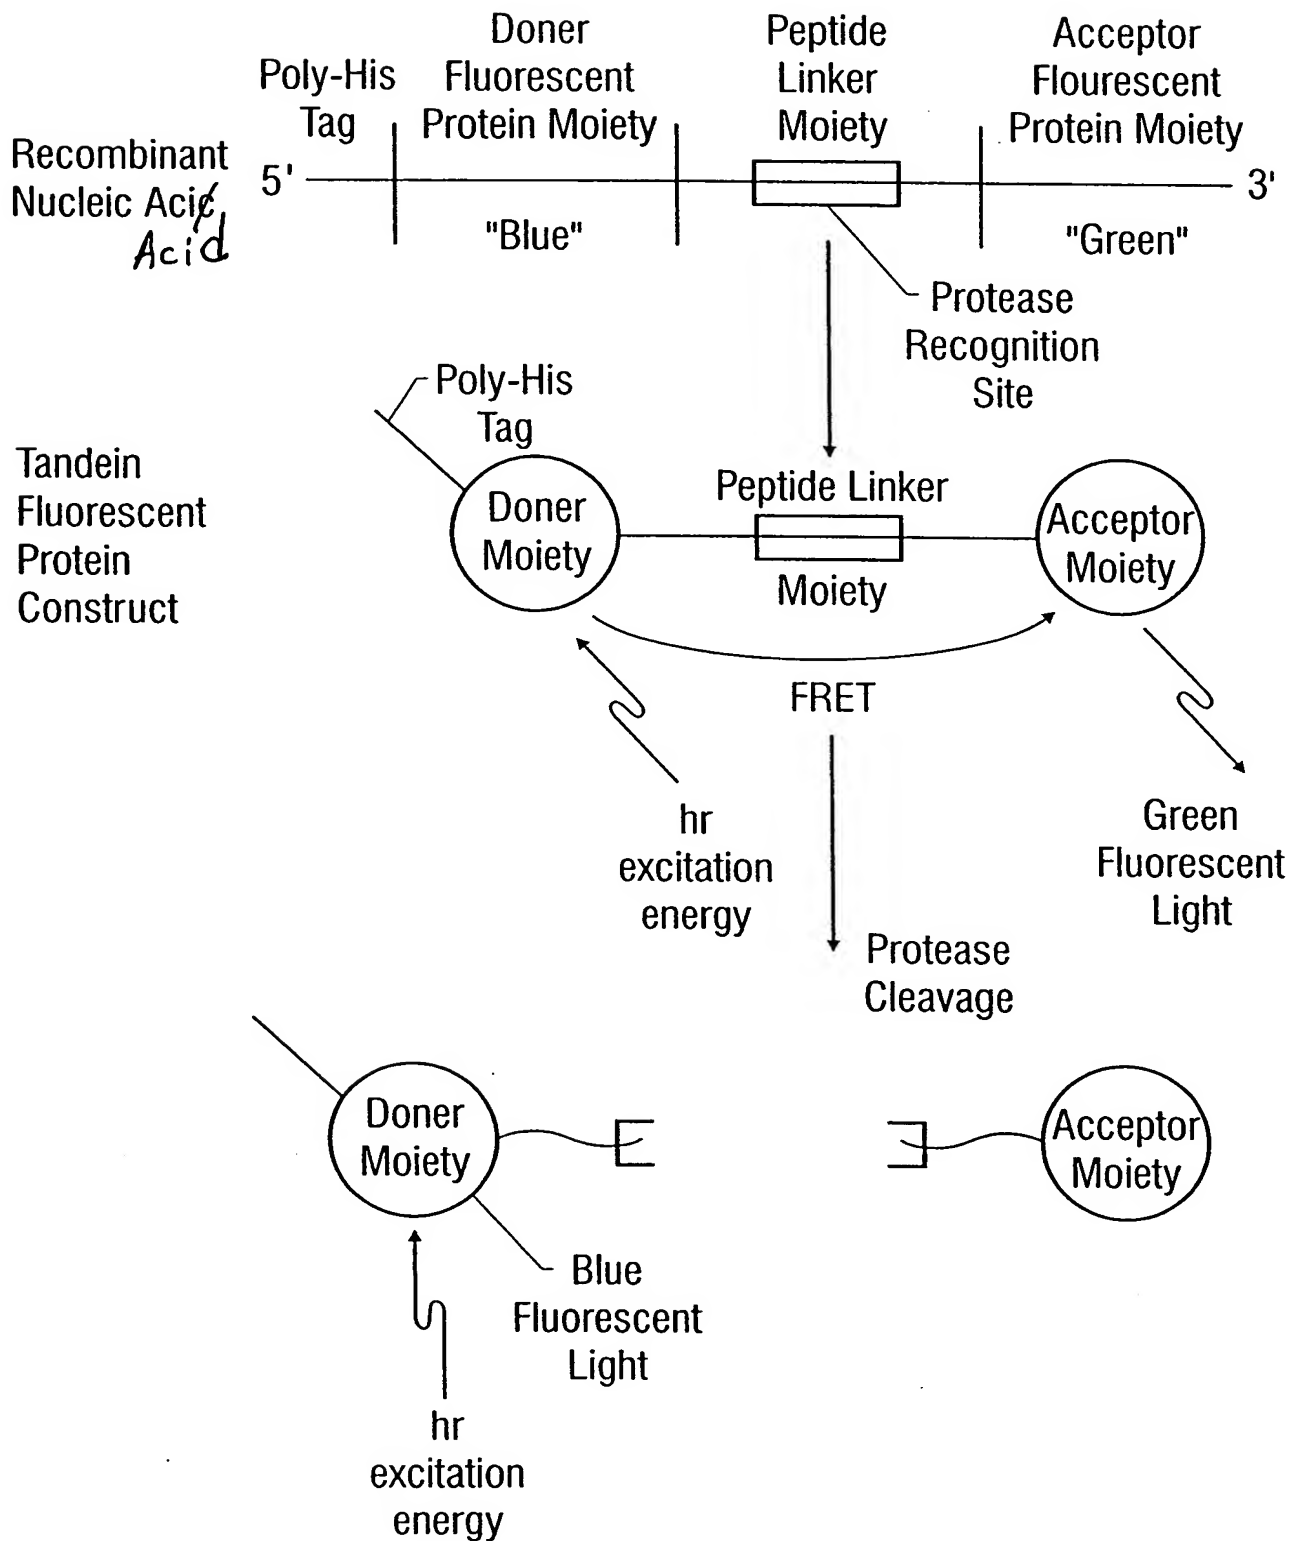 Poly-His
Tag
Doner
Fluorescent
Protein Moiety
Peptide
Linker
Moiety
Acceptor
Flourescent
Protein Moiety
Recombinant
Nucleic Acid
Acid
5'
3'
"Blue"
"Green"
Protease
Recognition
Site
Poly-His
Tag
Tandein
Fluorescent
Protein
Construct
Doner
Moiety
Peptide Linker
Moiety
Acceptor
Moiety
FRET
hr
excitation
energy
Green
Fluorescent
Light
Protease
Cleavage
Doner
Moiety
Acceptor
Moiety
Blue
Fluorescent
Light
hr
excitation
energy